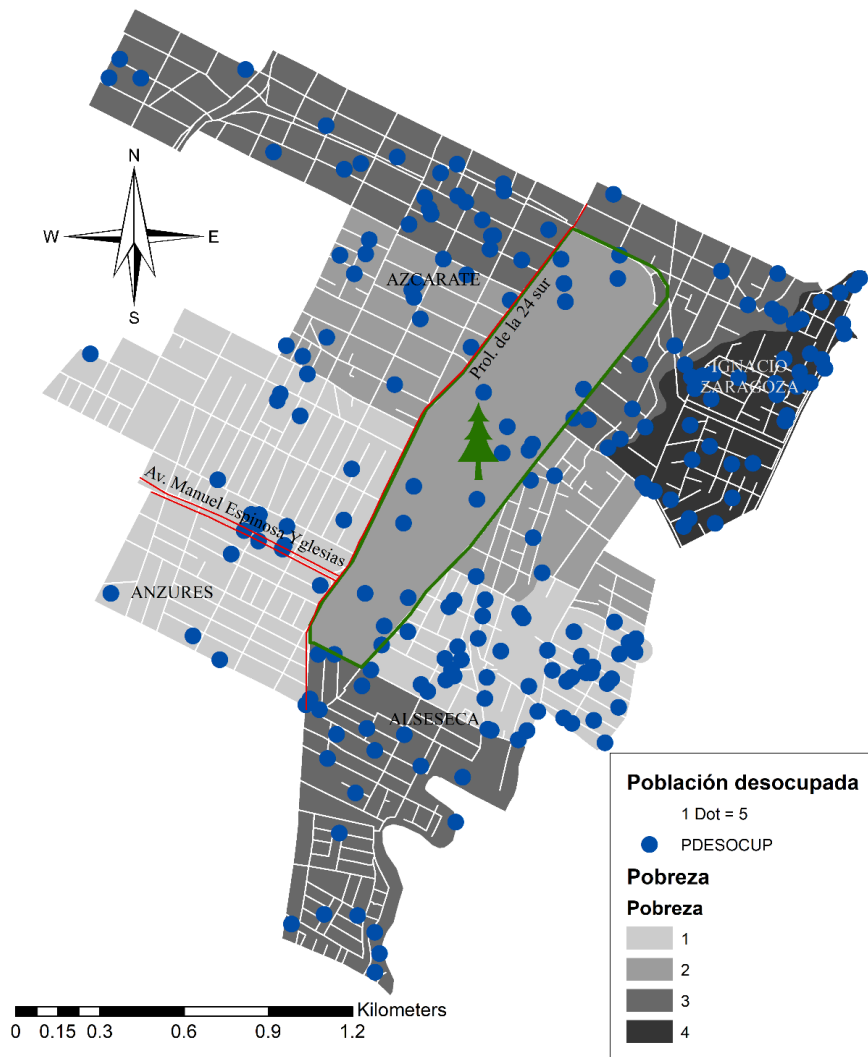 N
W
E
S
AZCARATE
Prol. de la 24 sur
IGNACIO
ZARAGOZA
Av. Manuel Espinosa Yglesias
ANZURES
ALSESECA
Población desocupada
1 Dot = 5
PDESOCUP
Pobreza
Pobreza
1
2
3
4
Kilometers
0 0.15 0.3 0.6 0.9 1.2